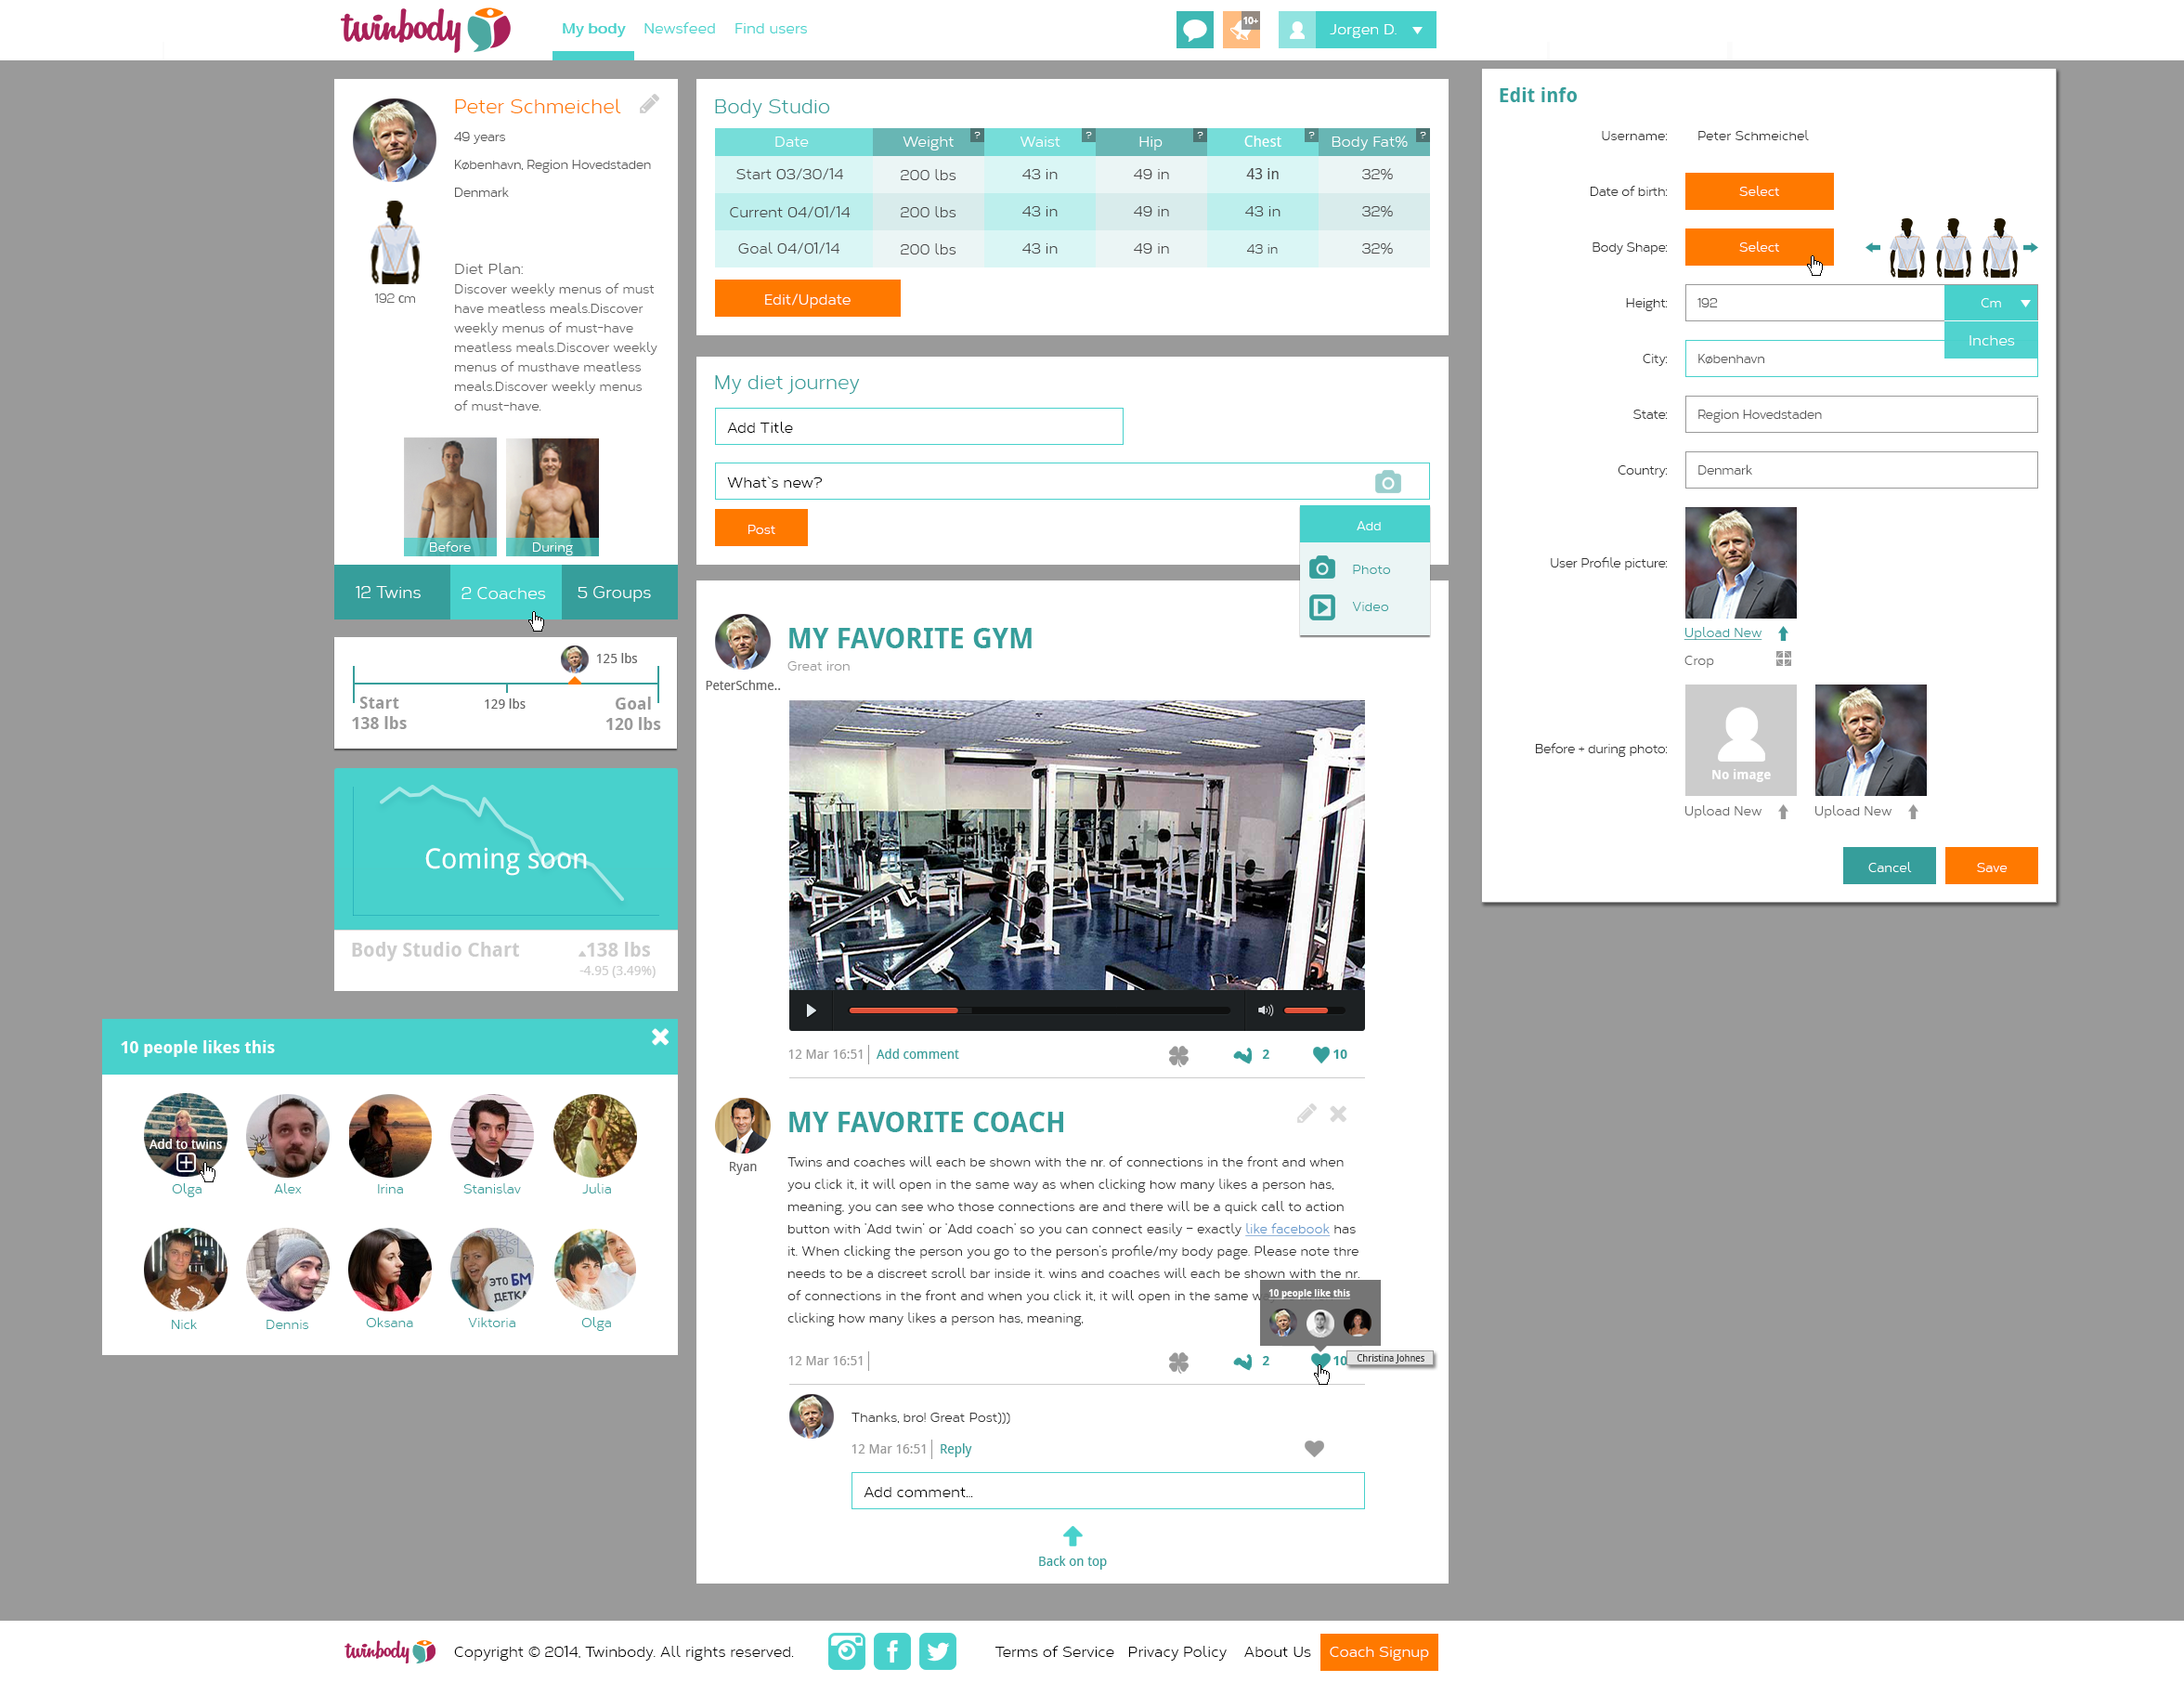 twinbody
My body
Newsfeed
Find users
10+
Jorgen D.
Peter Schmeichel
49 years
København, Region Hovedstaden
Denmark
192 cm
Diet Plan:
Discover weekly menus of must
have meatless meals.Discover
weekly menus of must-have
meatless meals.Discover weekly
menus of musthave meatless
meals.Discover weekly menus
of must-have.
Before
During
12 Twins
2 Coaches
5 Groups
125 lbs
Start
138 lbs
129 lbs
Goal
120 lbs
Coming soon
Body Studio Chart
138 lbs
-4.95 (3.49%)
10 people likes this
Add to twins
Olga
Alex
Irina
Stanislav
Julia
ЭТО БМ
ДЕТКА
Nick
Dennis
Oksana
Viktoria
Olga
Body Studio
Date
Weight
?
Waist
?
Hip
?
Chest
?
Body Fat%
?
Start 03/30/14
200 lbs
43 in
49 in
43 in
32%
Current 04/01/14
200 lbs
43 in
49 in
43 in
32%
Goal 04/01/14
200 lbs
43 in
49 in
43 in
32%
Edit/Update
My diet journey
Add Title
What`s new?
Post
Add
Photo
Video
MY FAVORITE GYM
Great iron
PeterSchme..
12 Mar 16:51
Add comment
2
10
MY FAVORITE COACH
Ryan
Twins and coaches will each be shown with the nr. of connections in the front and when
you click it, it will open in the same way as when clicking how many likes a person has,
meaning, you can see who those connections are and there will be a quick call to action
button with 'Add twin' or 'Add coach' so you can connect easily - exactly like facebook has
it. When clicking the person you go to the person's profile/my body page. Please note thre
needs to be a discreet scroll bar inside it. wins and coaches will each be shown with the nr.
of connections in the front and when you click it, it will open in the same w
clicking how many likes a person has, meaning,
10 people like this
12 Mar 16:51
2
10
Christina Johnes
Thanks, bro! Great Post)))
12 Mar 16:51
Reply
Add comment...
Back on top
Edit info
Username:
Peter Schmeichel
Date of birth:
Select
Body Shape:
Select
Height:
192
Cm
Inches
City:
København
State:
Region Hovedstaden
Country:
Denmark
User Profile picture:
Upload New
Crop
Before + during photo:
No image
Upload New
Upload New
Cancel
Save
twinbody
Copyright © 2014, Twinbody. All rights reserved.
Terms of Service
Privacy Policy
About Us
Coach Signup